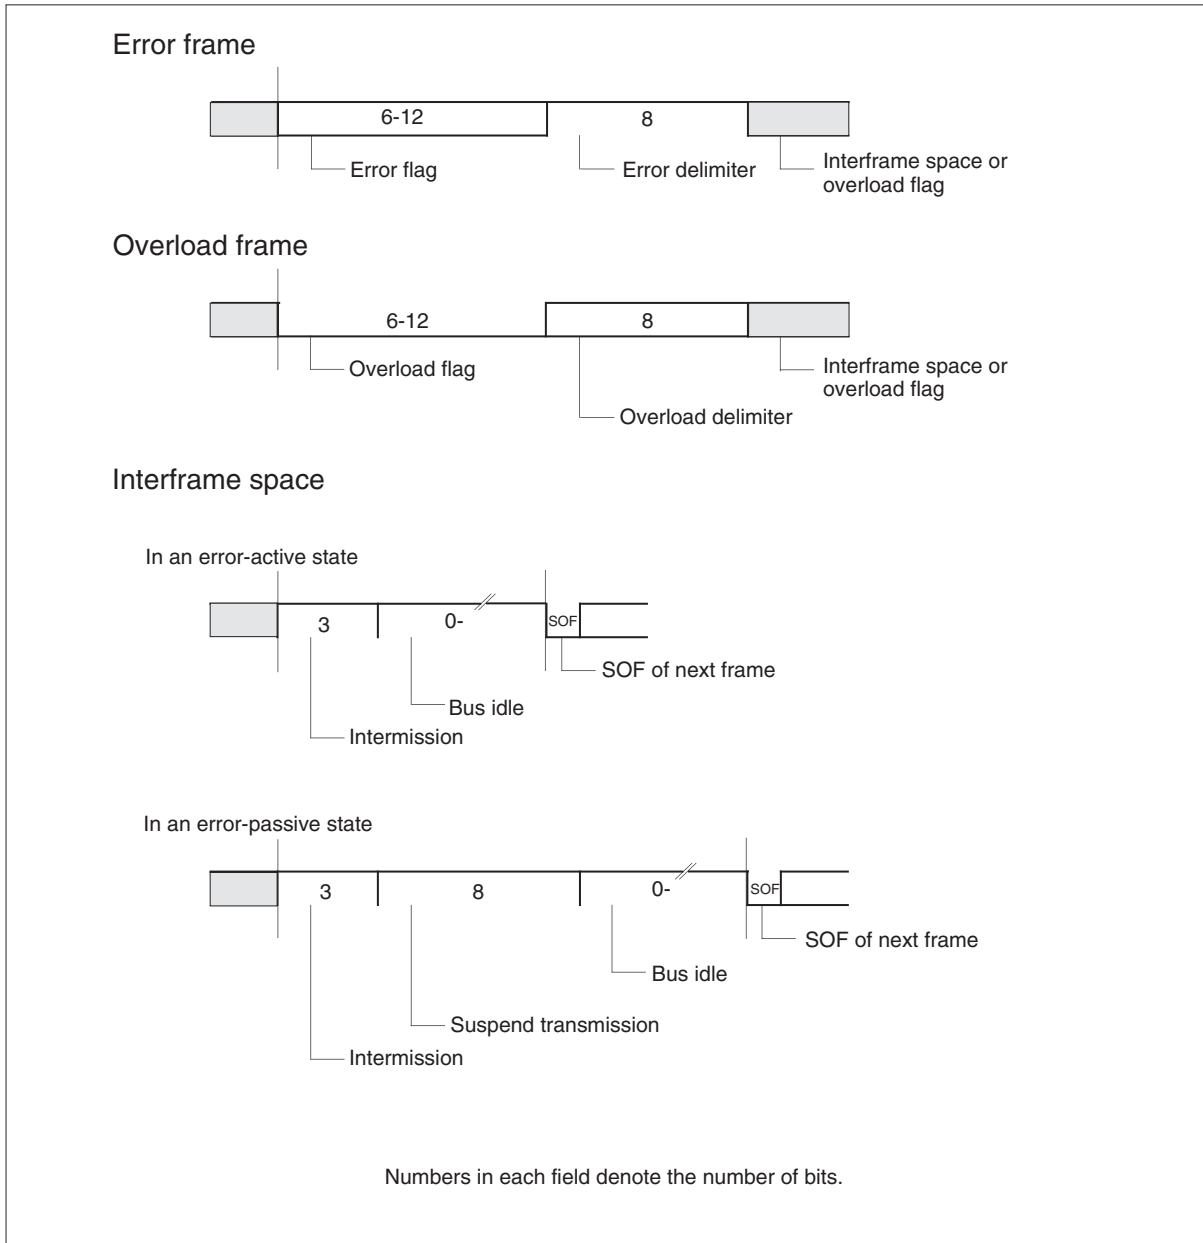 Error frame
6-12
8
Error flag
Error delimiter
Interframe space or
overload flag
Overload frame
6-12
8
Overload flag
Interframe space or
overload flag
Overload delimiter
Interframe space
In an error-active state
3
0-
SOF
SOF of next frame
Bus idle
Intermission
In an error-passive state
3
8
0-
SOF
SOF of next frame
Bus idle
Suspend transmission
Intermission
Numbers in each field denote the number of bits.